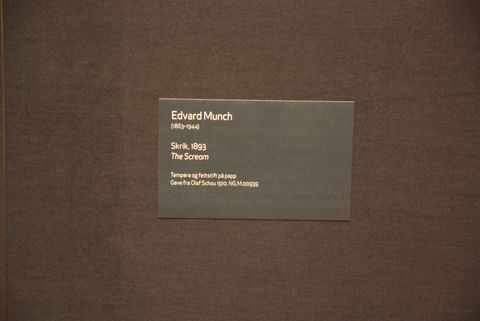 Edvard Munch
(1863–1944)
Skrik, 1893
The Scream
Tempera og fettstift på papp
Gave fra Olaf Schou 1910. NG.M.00939